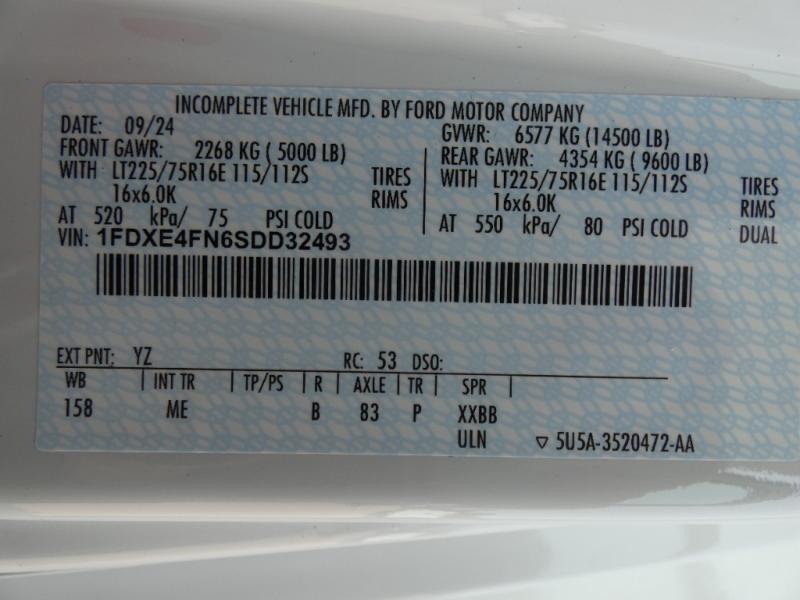 INCOMPLETE VEHICLE MFD. BY FORD MOTOR COMPANY
DATE: 09/24 GVWR: 6577 KG (14500 LB)
FRONT GAWR: 2268 KG ( 5000 LB) REAR GAWR: 4354 KG ( 9600 LB)
WITH LT225/75R16E 115/112S TIRES WITH LT225/75R16E 115/112S TIRES
16x6.0K RIMS 16x6.0K RIMS
AT 520 kPa/ 75 PSI COLD AT 550 kPa/ 80 PSI COLD DUAL
VIN: 1FDXE4FN6SDD32493
EXT PNT: YZ RC: 53 DSO:
WB INT TR TP/PS R AXLE TR SPR
158 ME B 83 P XXBB
ULN ▽ 5U5A-3520472-AA